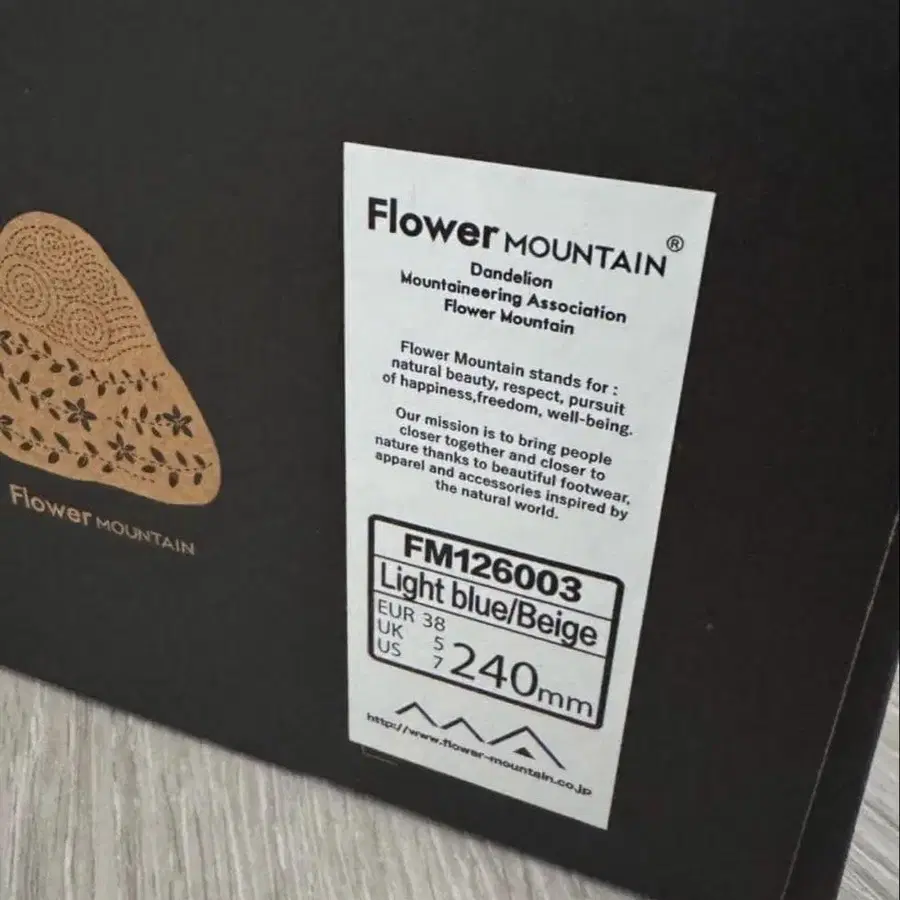 Flower MOUNTAIN
Flower MOUNTAIN®
Dandelion
Mountaineering Association
Flower Mountain
Flower Mountain stands for :
natural beauty, respect, pursuit
of happiness,freedom, well-being.
Our mission is to bring people
closer together and closer to
nature thanks to beautiful footwear,
apparel and accessories inspired by
the natural world.
FM126003
Light blue/Beige
EUR 38
UK 5
US 7
240mm
http://www.flower-mountain.co.jp